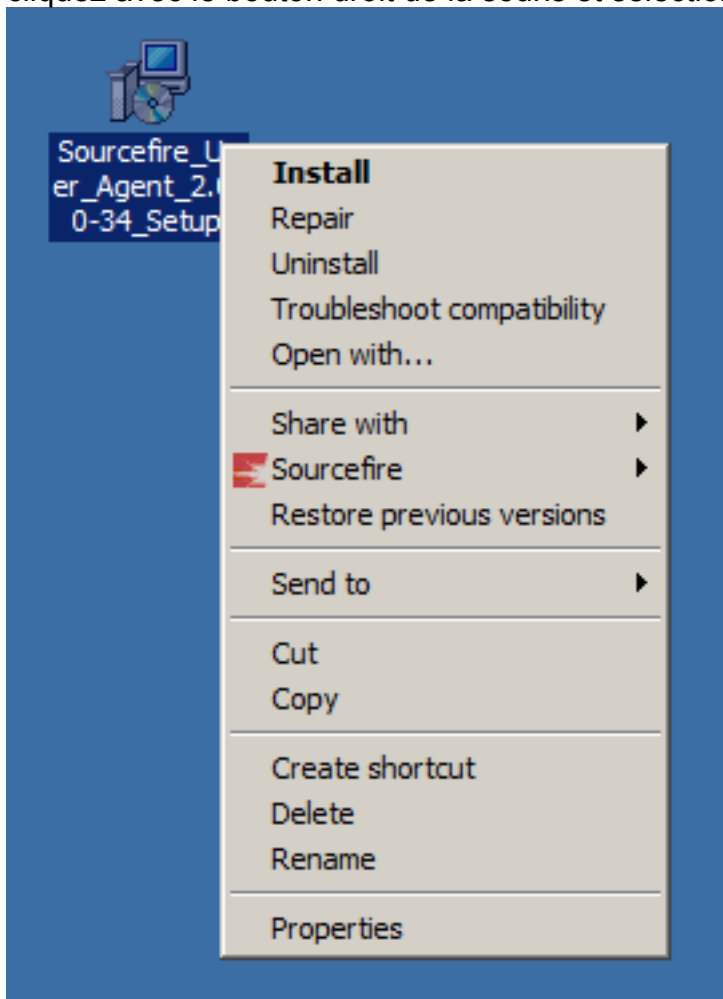 Sourcefire_U
er_Agent_2.
0-34_Setup
Install
Repair
Uninstall
Troubleshoot compatibility
Open with...
Share with
Sourcefire
Restore previous versions
Send to
Cut
Copy
Create shortcut
Delete
Rename
Properties